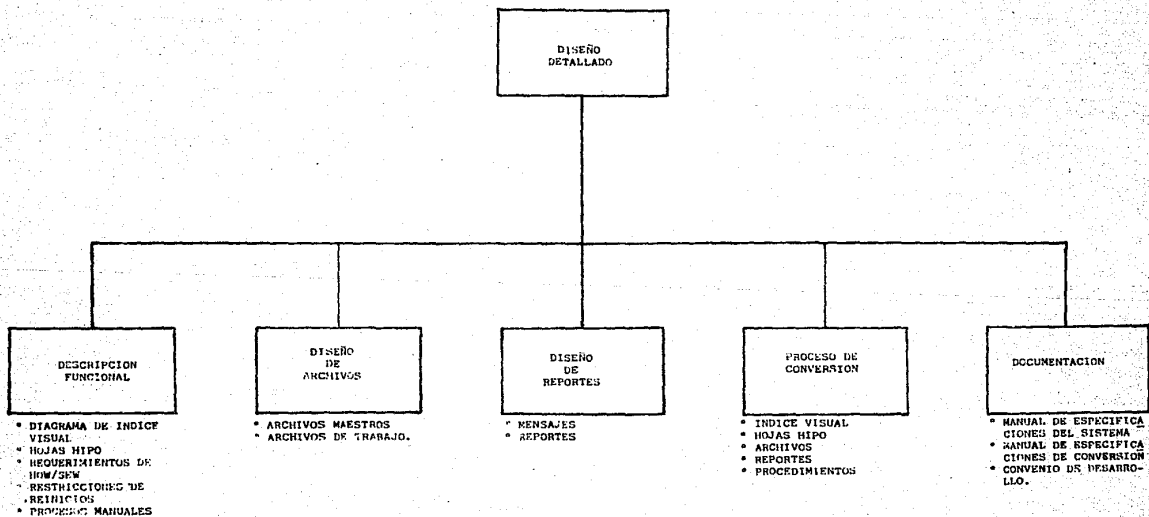 DISEÑO
DETALLADO
DESCRIPCION
FUNCIONAL
* DIAGRAMA DE INDICE
VISUAL
* HOJAS HIPO
* REQUERIMIENTOS DE
HDW/SFW
* RESTRICCIONES DE
REINICIOS
* PROCESOS MANUALES
DISEÑO
DE
ARCHIVOS
* ARCHIVOS MAESTROS
* ARCHIVOS DE TRABAJO.
DISEÑO
DE
REPORTES
* MENSAJES
* REPORTES
PROCESO DE
CONVERSION
* INDICE VISUAL
* HOJAS HIPO
* ARCHIVOS
* REPORTES
* PROCEDIMIENTOS
DOCUMENTACION
* MANUAL DE ESPECIFICA
CIONES DEL SISTEMA
* MANUAL DE ESPECIFICA
CIONES DE CONVERSION
* CONVENIO DE DESARRO-
LLO.